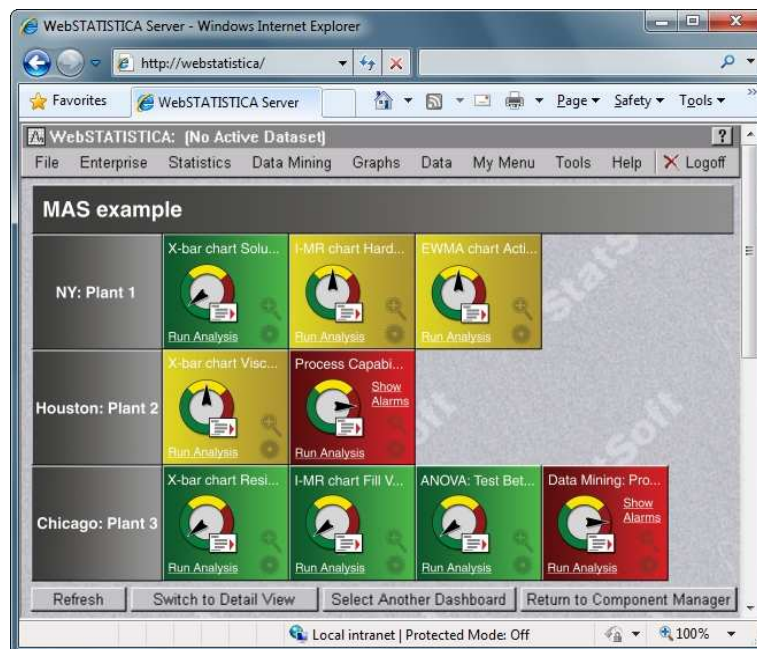 WebSTATISTICA Server - Windows Internet Explorer
http://webstatistica/
Favorites WebSTATISTICA Server Page Safety Tools
WebSTATISTICA: [No Active Dataset] ?
File Enterprise Statistics Data Mining Graphs Data My Menu Tools Help Logoff
MAS example
NY: Plant 1
X-bar chart Solu... I-MR chart Hard... EWMA chart Acti...
Run Analysis Run Analysis Run Analysis
Houston: Plant 2
X-bar chart Visc... Process Capabi...
Show
Alarms
Run Analysis Run Analysis
Chicago: Plant 3
X-bar chart Resi... I-MR chart Fill V... ANOVA: Test Bet... Data Mining: Pro...
Show
Alarms
Run Analysis Run Analysis Run Analysis Run Analysis
StatSoft
StatSoft
Refresh Switch to Detail View Select Another Dashboard Return to Component Manager
Local intranet | Protected Mode: Off 100%